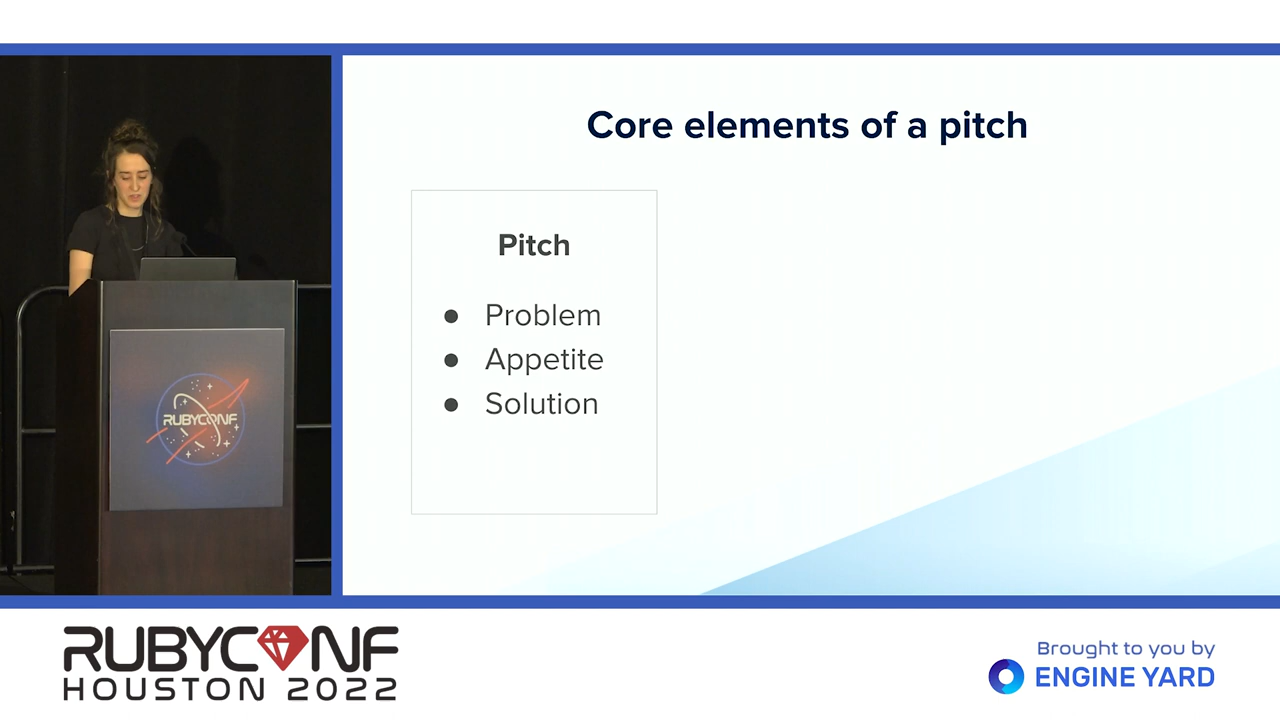 Core elements of a pitch
Pitch
● Problem
● Appetite
● Solution
RUBYCONF
RUBYCONF
HOUSTON 2022
Brought to you by
ENGINE YARD